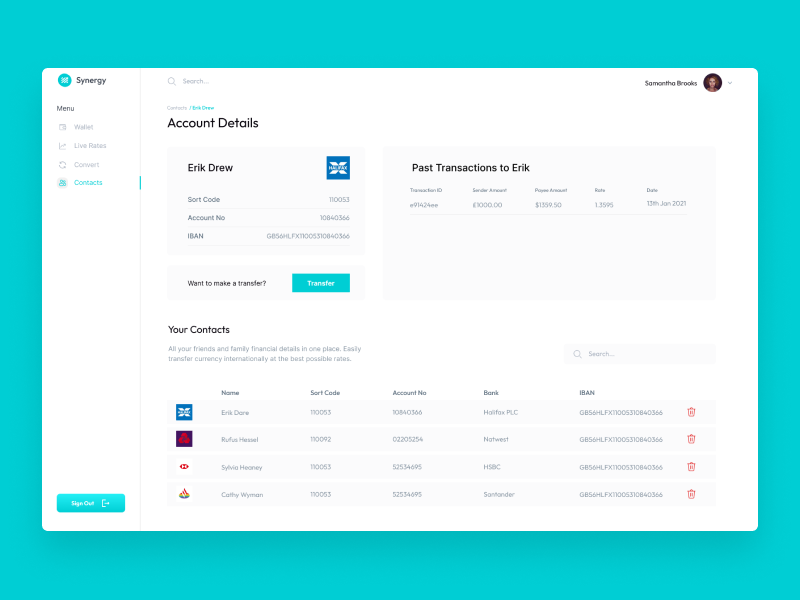 Synergy
Search...
Samantha Brooks
Menu
Wallet
Live Rates
Convert
Contacts
Contacts / Erik Drew
Account Details
Erik Drew
HALIFAX
Sort Code 110053
Account No 10840366
IBAN GB56HLFX11005310840366
Want to make a transfer? Transfer
Past Transactions to Erik
Transaction ID Sender Amount Payee Amount Rate Date
e91424ee £1000.00 $1359.50 1.3595 13th Jan 2021
Your Contacts
All your friends and family financial details in one place. Easily
transfer currency internationally at the best possible rates.
Search...
Name Sort Code Account No Bank IBAN
Erik Dare 110053 10840366 Halifax PLC GB56HLFX11005310840366
Rufus Hessel 110092 02205254 Natwest GB56HLFX11005310840366
Sylvia Heaney 110053 52534695 HSBC GB56HLFX11005310840366
Cathy Wyman 110053 52534695 Santander GB56HLFX11005310840366
Sign Out